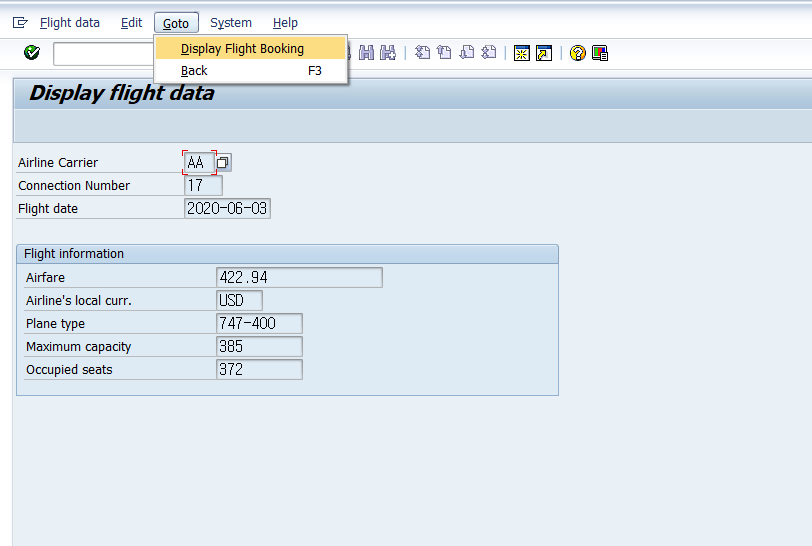 Flight data Edit Goto System Help
Display Flight Booking
Back F3
Display flight data
Airline Carrier AA
Connection Number 17
Flight date 2020-06-03
Flight information
Airfare 422.94
Airline's local curr. USD
Plane type 747-400
Maximum capacity 385
Occupied seats 372